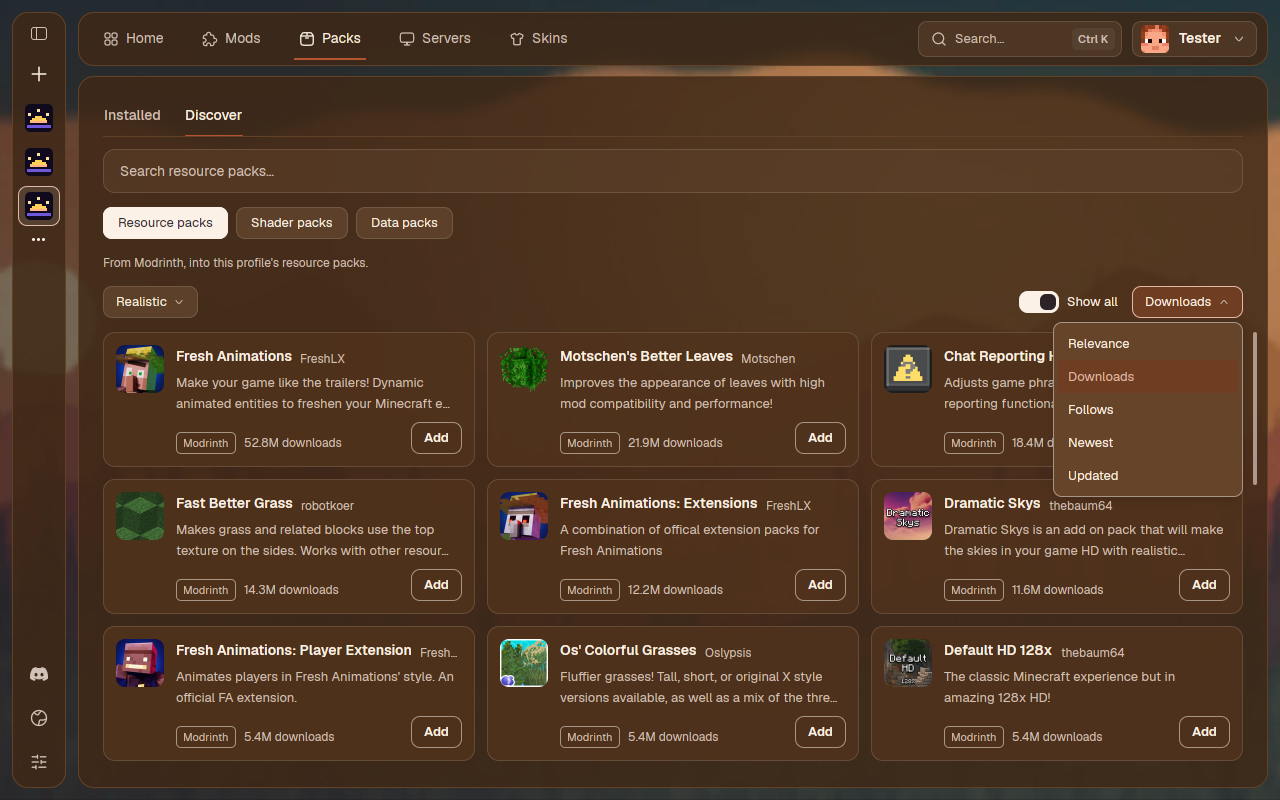 Home
Mods
Packs
Servers
Skins
Search...
Ctrl K
Tester
Installed
Discover
Search resource packs...
Resource packs
Shader packs
Data packs
From Modrinth, into this profile's resource packs.
Realistic
Show all
Downloads
Relevance
Downloads
Follows
Newest
Updated
Fresh Animations FreshLX
Make your game like the trailers! Dynamic
animated entities to freshen your Minecraft e...
Modrinth 52.8M downloads
Add
Motschen's Better Leaves Motschen
Improves the appearance of leaves with high
mod compatibility and performance!
Modrinth 21.9M downloads
Add
Chat Reporting
Adjusts game
reporting
Modrinth 18.4M
Fast Better Grass robotkoer
Makes grass and related blocks use the top
texture on the sides. Works with other resour...
Modrinth 14.3M downloads
Add
Fresh Animations: Extensions FreshLX
A combination of offical extension packs for
Fresh Animations
Modrinth 12.2M downloads
Add
Dramatic
Skys
Dramatic Skys thebaum64
Dramatic Skys is an add on pack that will make
the skies in your game HD with realistic...
Modrinth 11.6M downloads
Add
Fresh Animations: Player Extension Fresh...
Animates players in Fresh Animations' style. An
official FA extension.
Modrinth 5.4M downloads
Add
Os' Colorful Grasses Oslypsis
Fluffier grasses! Tall, short, or original X style
versions available, as well as a mix of the thre...
Modrinth 5.4M downloads
Add
Default
HD
128x
Default HD 128x thebaum64
The classic Minecraft experience but in
amazing 128x HD!
Modrinth 5.4M downloads
Add